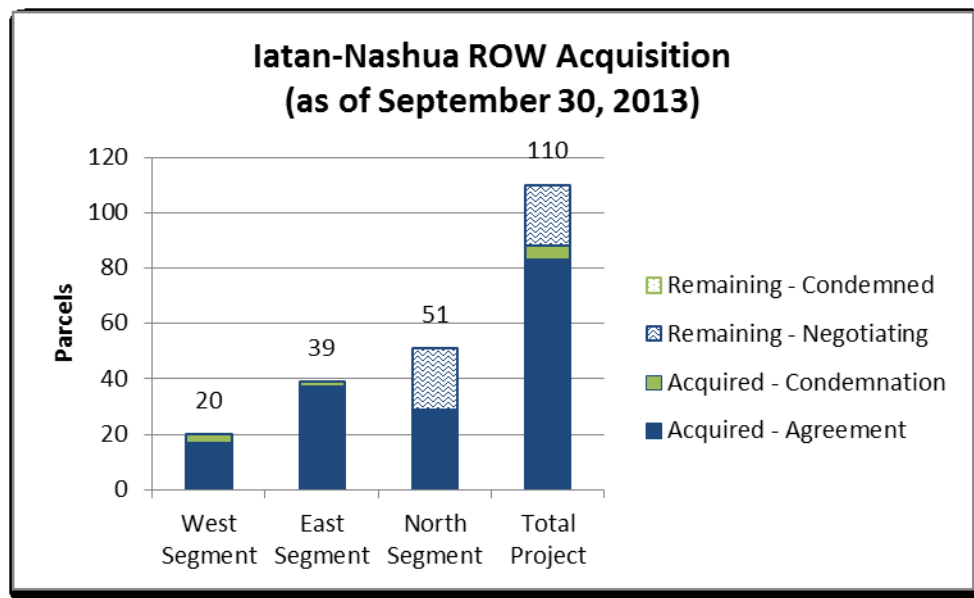 Iatan-Nashua ROW Acquisition
(as of September 30, 2013)
110
120
100
80
60
40
20
0
Parcels
51
39
20
Remaining - Condemned
Remaining - Negotiating
Acquired - Condemnation
Acquired - Agreement
West Segment
East Segment
North Segment
Total Project